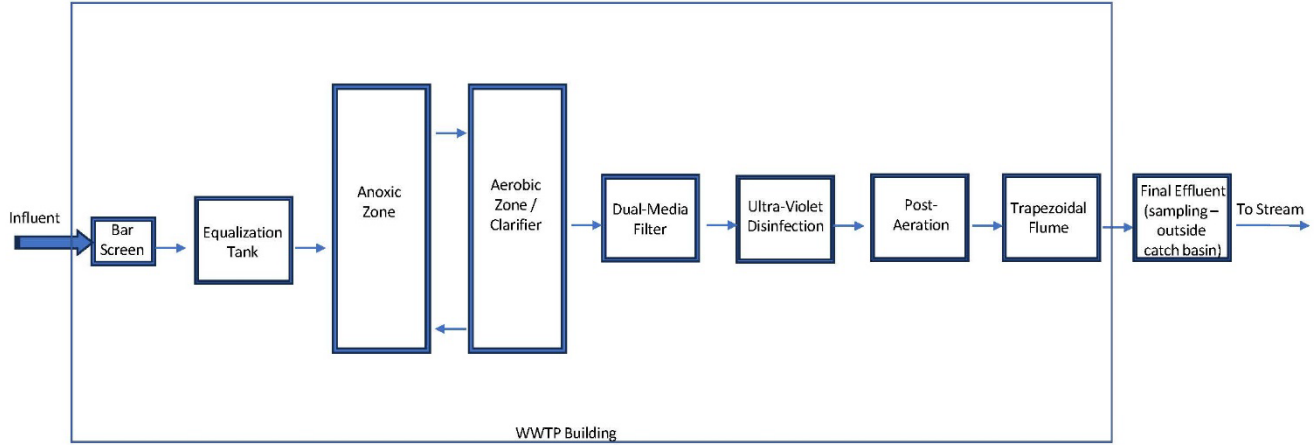 Influent
Bar
Screen
Equalization
Tank
Anoxic
Zone
Aerobic
Zone /
Clarifier
Dual-Media
Filter
Ultra-Violet
Disinfection
Post-
Aeration
Trapezoidal
Flume
Final Effluent
(sampling –
outside
catch basin)
To Stream
WWTP Building